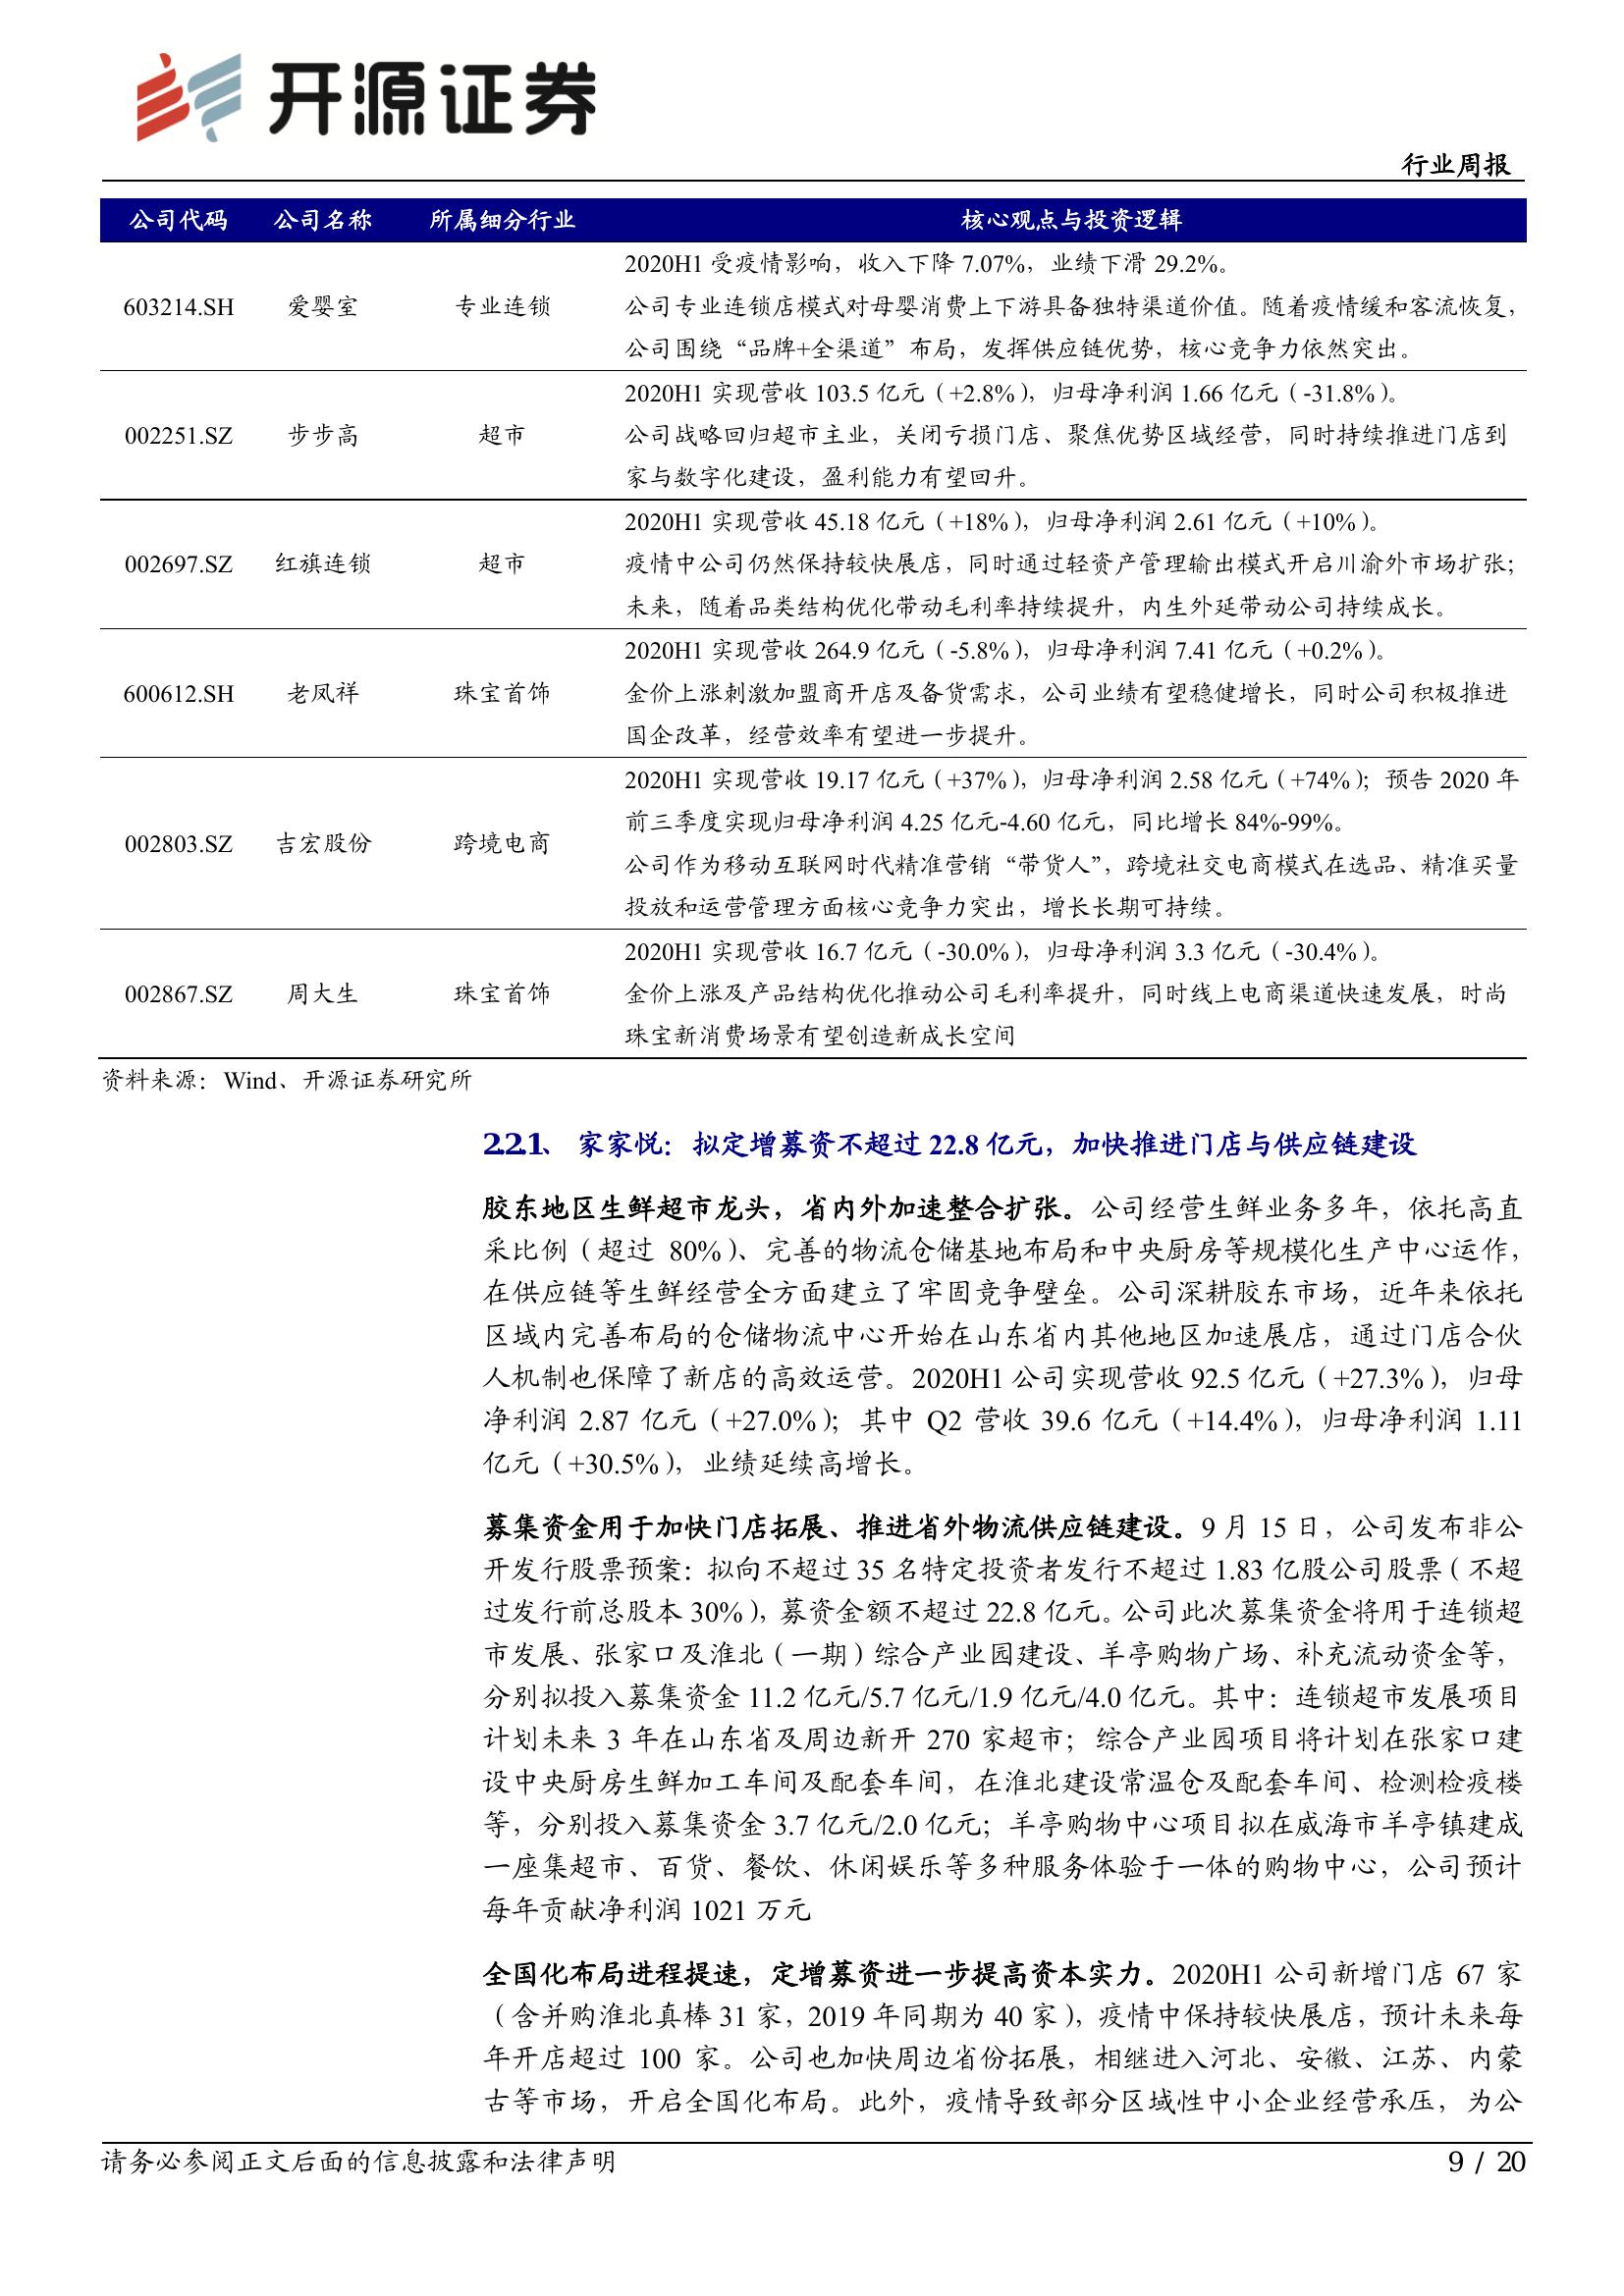 开源证券
行业周报
公司代码 公司名称 所属细分行业 核心观点与投资逻辑
2020H1 受疫情影响，收入下降 7.07%，业绩下滑 29.2%。
603214.SH 爱婴室 专业连锁 公司专业连锁店模式对母婴消费上下游具备独特渠道价值。随着疫情缓和客流恢复，
公司围绕“品牌+全渠道”布局，发挥供应链优势，核心竞争力依然突出。
2020H1 实现营收 103.5 亿元（+2.8%），归母净利润 1.66 亿元（-31.8%）。
002251.SZ 步步高 超市 公司战略回归超市主业，关闭亏损门店、聚焦优势区域经营，同时持续推进门店到
家与数字化建设，盈利能力有望回升。
2020H1 实现营收 45.18 亿元（+18%），归母净利润 2.61 亿元（+10%）。
002697.SZ 红旗连锁 超市 疫情中公司仍然保持较快展店，同时通过轻资产管理输出模式开启川渝外市场扩张；
未来，随着品类结构优化带动毛利率持续提升，内生外延带动公司持续成长。
2020H1 实现营收 264.9 亿元（-5.8%），归母净利润 7.41 亿元（+0.2%）。
600612.SH 老凤祥 珠宝首饰 金价上涨刺激加盟商开店及备货需求，公司业绩有望稳健增长，同时公司积极推进
国企改革，经营效率有望进一步提升。
2020H1 实现营收 19.17 亿元（+37%），归母净利润 2.58 亿元（+74%）；预告 2020 年
前三季度实现归母净利润 4.25 亿元-4.60 亿元，同比增长 84%-99%。
002803.SZ 吉宏股份 跨境电商
公司作为移动互联网时代精准营销“带货人”，跨境社交电商模式在选品、精准买量
投放和运营管理方面核心竞争力突出，增长长期可持续。
2020H1 实现营收 16.7 亿元（-30.0%），归母净利润 3.3 亿元（-30.4%）。
002867.SZ 周大生 珠宝首饰 金价上涨及产品结构优化推动公司毛利率提升，同时线上电商渠道快速发展，时尚
珠宝新消费场景有望创造新成长空间
资料来源：Wind、开源证券研究所
2.2.1、 家家悦：拟定增募资不超过 22.8 亿元，加快推进门店与供应链建设
胶东地区生鲜超市龙头，省内外加速整合扩张。公司经营生鲜业务多年，依托高直
采比例（超过 80%）、完善的物流仓储基地布局和中央厨房等规模化生产中心运作，
在供应链等生鲜经营全方面建立了牢固竞争壁垒。公司深耕胶东市场，近年来依托
区域内完善布局的仓储物流中心开始在山东省内其他地区加速展店，通过门店合伙
人机制也保障了新店的高效运营。2020H1 公司实现营收 92.5 亿元（+27.3%），归母
净利润 2.87 亿元（+27.0%）；其中 Q2 营收 39.6 亿元（+14.4%），归母净利润 1.11
亿元（+30.5%），业绩延续高增长。
募集资金用于加快门店拓展、推进省外物流供应链建设。9 月 15 日，公司发布非公
开发行股票预案：拟向不超过 35 名特定投资者发行不超过 1.83 亿股公司股票（不超
过发行前总股本 30%），募资金额不超过 22.8 亿元。公司此次募集资金将用于连锁超
市发展、张家口及淮北（一期）综合产业园建设、羊亭购物广场、补充流动资金等，
分别拟投入募集资金 11.2 亿元/5.7 亿元/1.9 亿元/4.0 亿元。其中：连锁超市发展项目
计划未来 3 年在山东省及周边新开 270 家超市；综合产业园项目将计划在张家口建
设中央厨房生鲜加工车间及配套车间，在淮北建设常温仓及配套车间、检测检疫楼
等，分别投入募集资金 3.7 亿元/2.0 亿元；羊亭购物中心项目拟在威海市羊亭镇建成
一座集超市、百货、餐饮、休闲娱乐等多种服务体验于一体的购物中心，公司预计
每年贡献净利润 1021 万元
全国化布局进程提速，定增募资进一步提高资本实力。2020H1 公司新增门店 67 家
（含并购淮北真棒 31 家，2019 年同期为 40 家），疫情中保持较快展店，预计未来每
年开店超过 100 家。公司也加快周边省份拓展，相继进入河北、安徽、江苏、内蒙
古等市场，开启全国化布局。此外，疫情导致部分区域性中小企业经营承压，为公
请务必参阅正文后面的信息披露和法律声明 9 / 20